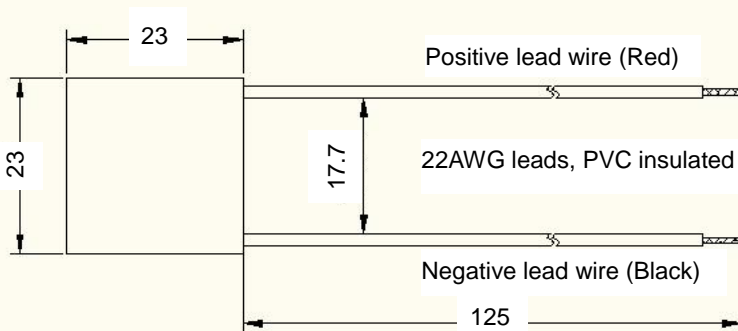 23
Positive lead wire (Red)
23
17.7
22AWG leads, PVC insulated
Negative lead wire (Black)
125